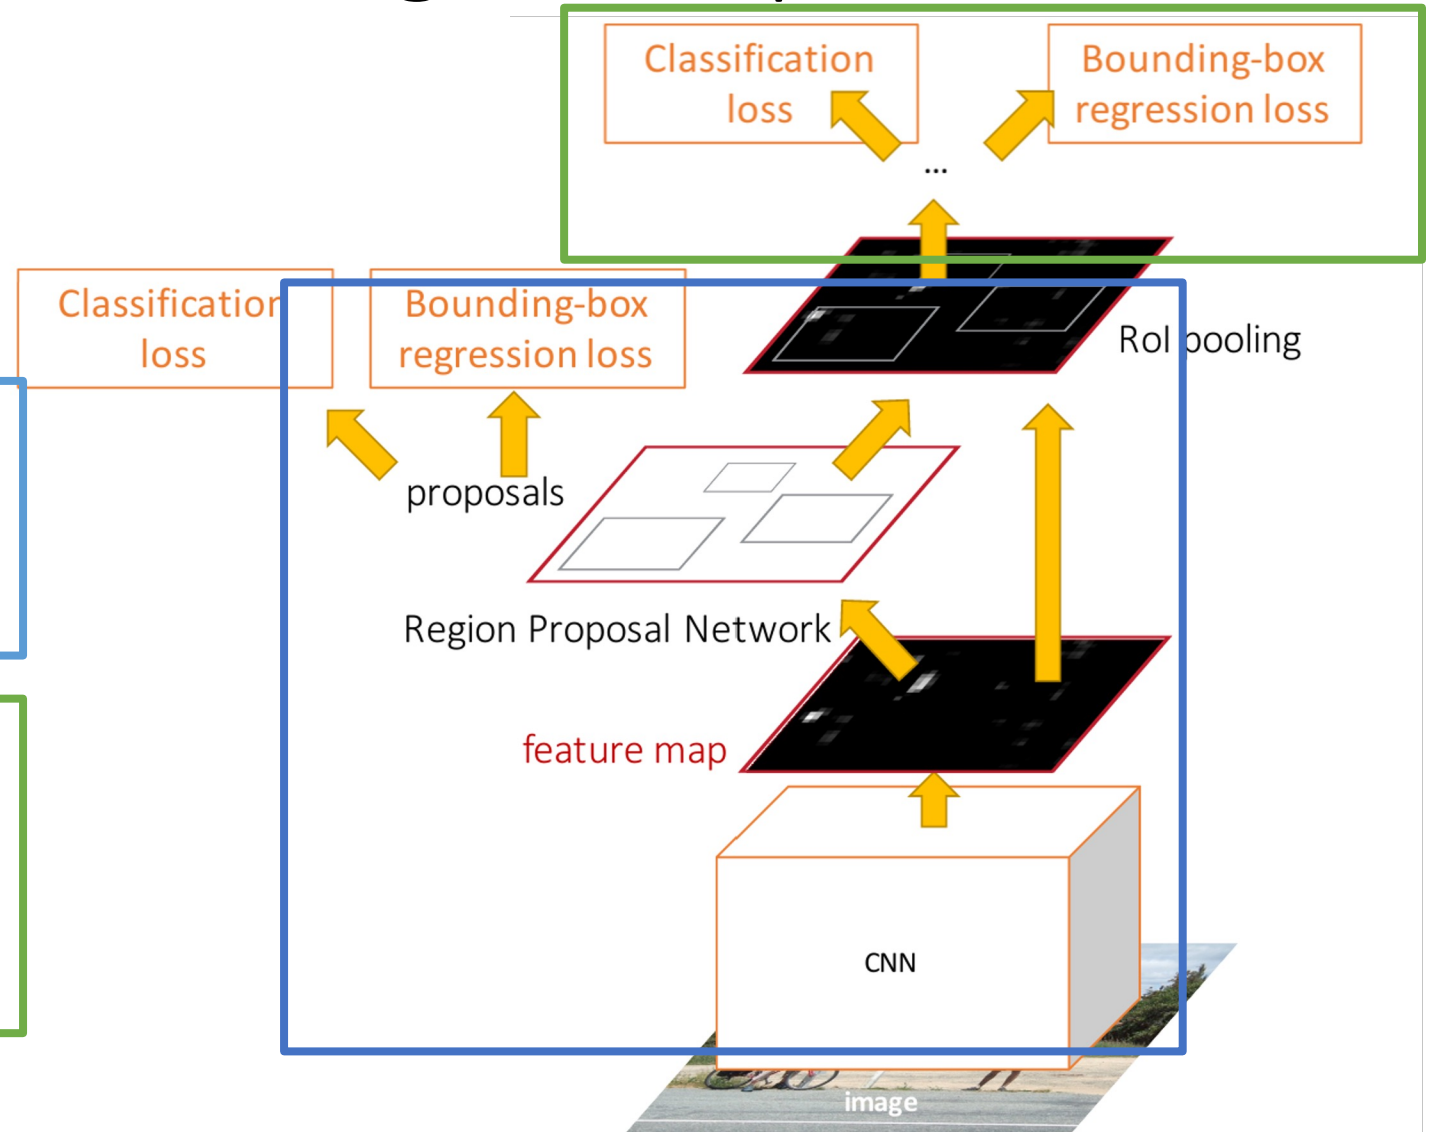 Classification
loss
Bounding-box
regression loss
...
Classification
loss
Bounding-box
regression loss
RoI pooling
proposals
Region Proposal Network
feature map
CNN
image